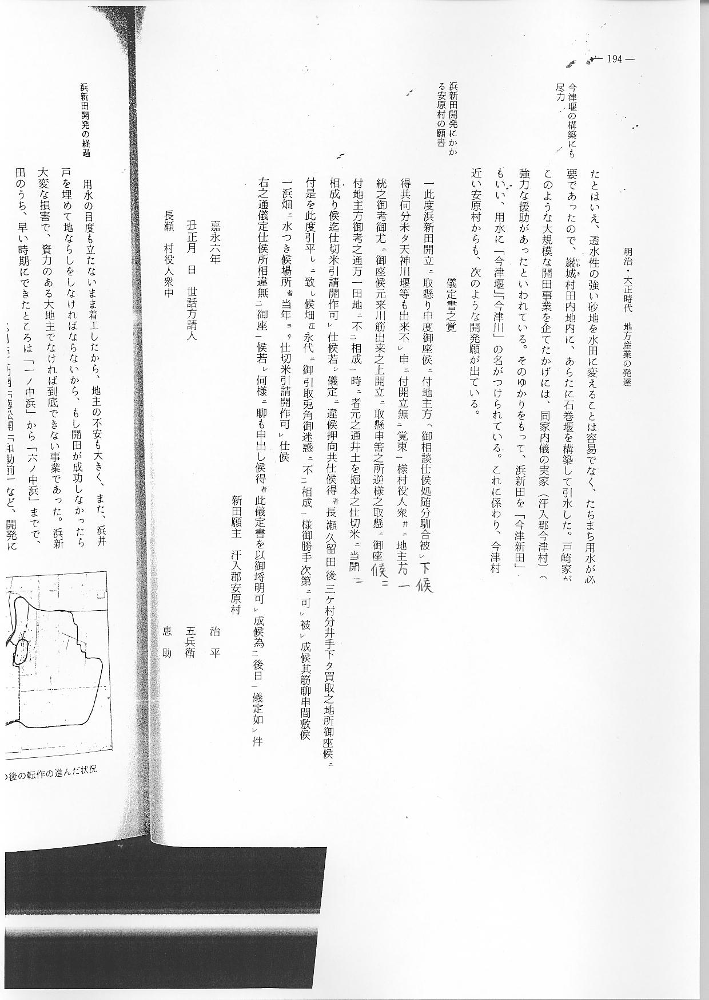 — 194 —
明治・大正時代　地方産業の発達
今津堰の構築にも
尽力
たとはいえ、透水性の強い砂地を水田に変えることは容易でなく、たちまち用水が必
要であったので、巌城村田内地内に、あらたに石巻堰を構築して引水した。戸崎家が
いわき
このような大規模な開田事業を企てたかげには、同家内儀の実家（汗入郡今津村）の
強力な援助があったといわれている。そのゆかりをもって、浜新田を「今津新田」
もいい、用水に「今津堰」「今津川」の名がつけられている。これに係わり、今津村
近い安原村からも、次のような開発願が出ている。
浜新田開発にかか
る安原村の願書
儀定書之覚
一此度浜新田開立ニ取懸り申度御座候ニ付地主方ヘ御相談仕候処随分馴合被レ下候
得共何分未タ天神川堰等も出来不レ申ニ付開立無ニ覚束一様村役人衆井ニ地主方一
統之御考御尤ニ御座候元来川筋出来之上開立ニ取懸申筈之所逆様之取懸ニ御座候ニ
付地主方御考之通万一田地ニ不ニ相成一時ニ者元之通井土を掘本之仕切米ニ当開ニ
相成り候迄仕切米引請開作可レ仕候若シ儀定ニ違候押向共仕候得者長瀬久留田後三ケ村分井手下タ買取之地所御座候ニ
付是を此度引平シニ致し候畑江永代ニ御引取兎角御迷惑ニ不ニ相成一様御勝手次第ニ可レ被レ成候其筋聊申間敷候
一浜畑ニ水つき候場所者当年ヨリ仕切米引請開作可レ仕候
右之通儀定仕候所相違無ニ御座一候若レ何様ニ聊も申出し候得者此儀定書を以御埒明可レ成候為ニ後日一儀定如レ件
新田願主　汗入郡安原村
嘉永六年　治　平
丑正月　日　世話方請人　五兵衛
長瀬　村役人衆中　恵　助
浜新田開発の経過
用水の目度も立たないまま着工したから、地主の不安も大きく、また、浜井
戸を埋めて地ならしをしなければならないから、もし開田が成功しなかったら
大変な損害で、資力のある大地主でなければ到底できない事業であった。浜新
田のうち、早い時期にできたところは「一ノ中浜」から「六ノ中浜」までで、
など、開発に
後の転作の進んだ状況